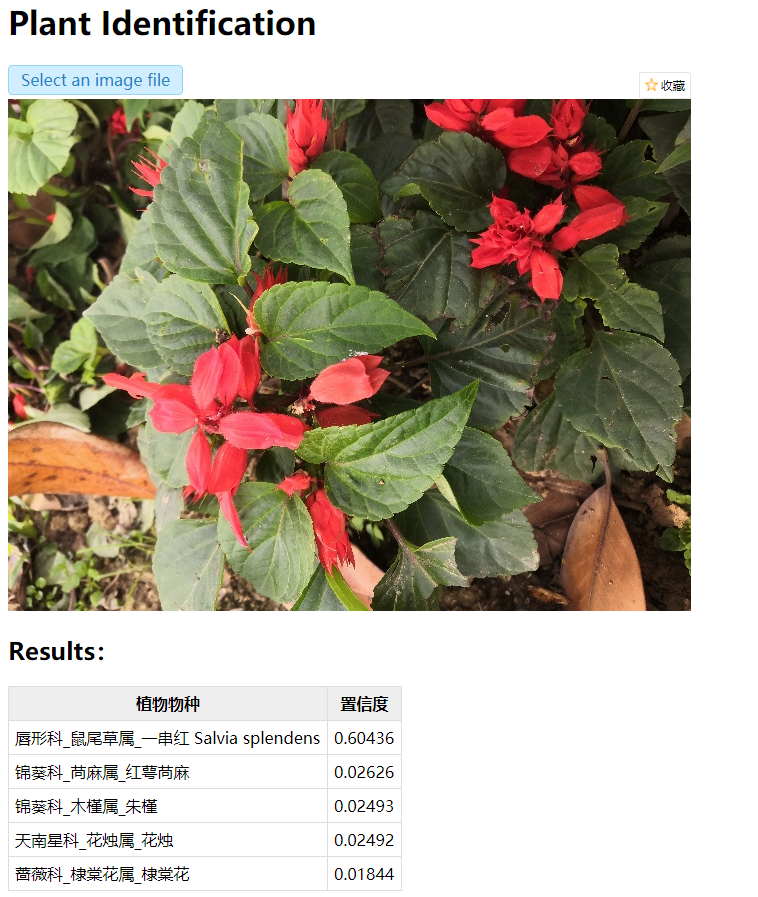 Plant Identification
Select an image file
收藏
Results:
植物物种 置信度
唇形科_鼠尾草属_一串红 Salvia splendens 0.60436
锦葵科_苘麻属_红萼苘麻 0.02626
锦葵科_木槿属_朱槿 0.02493
天南星科_花烛属_花烛 0.02492
蔷薇科_棣棠花属_棣棠花 0.01844